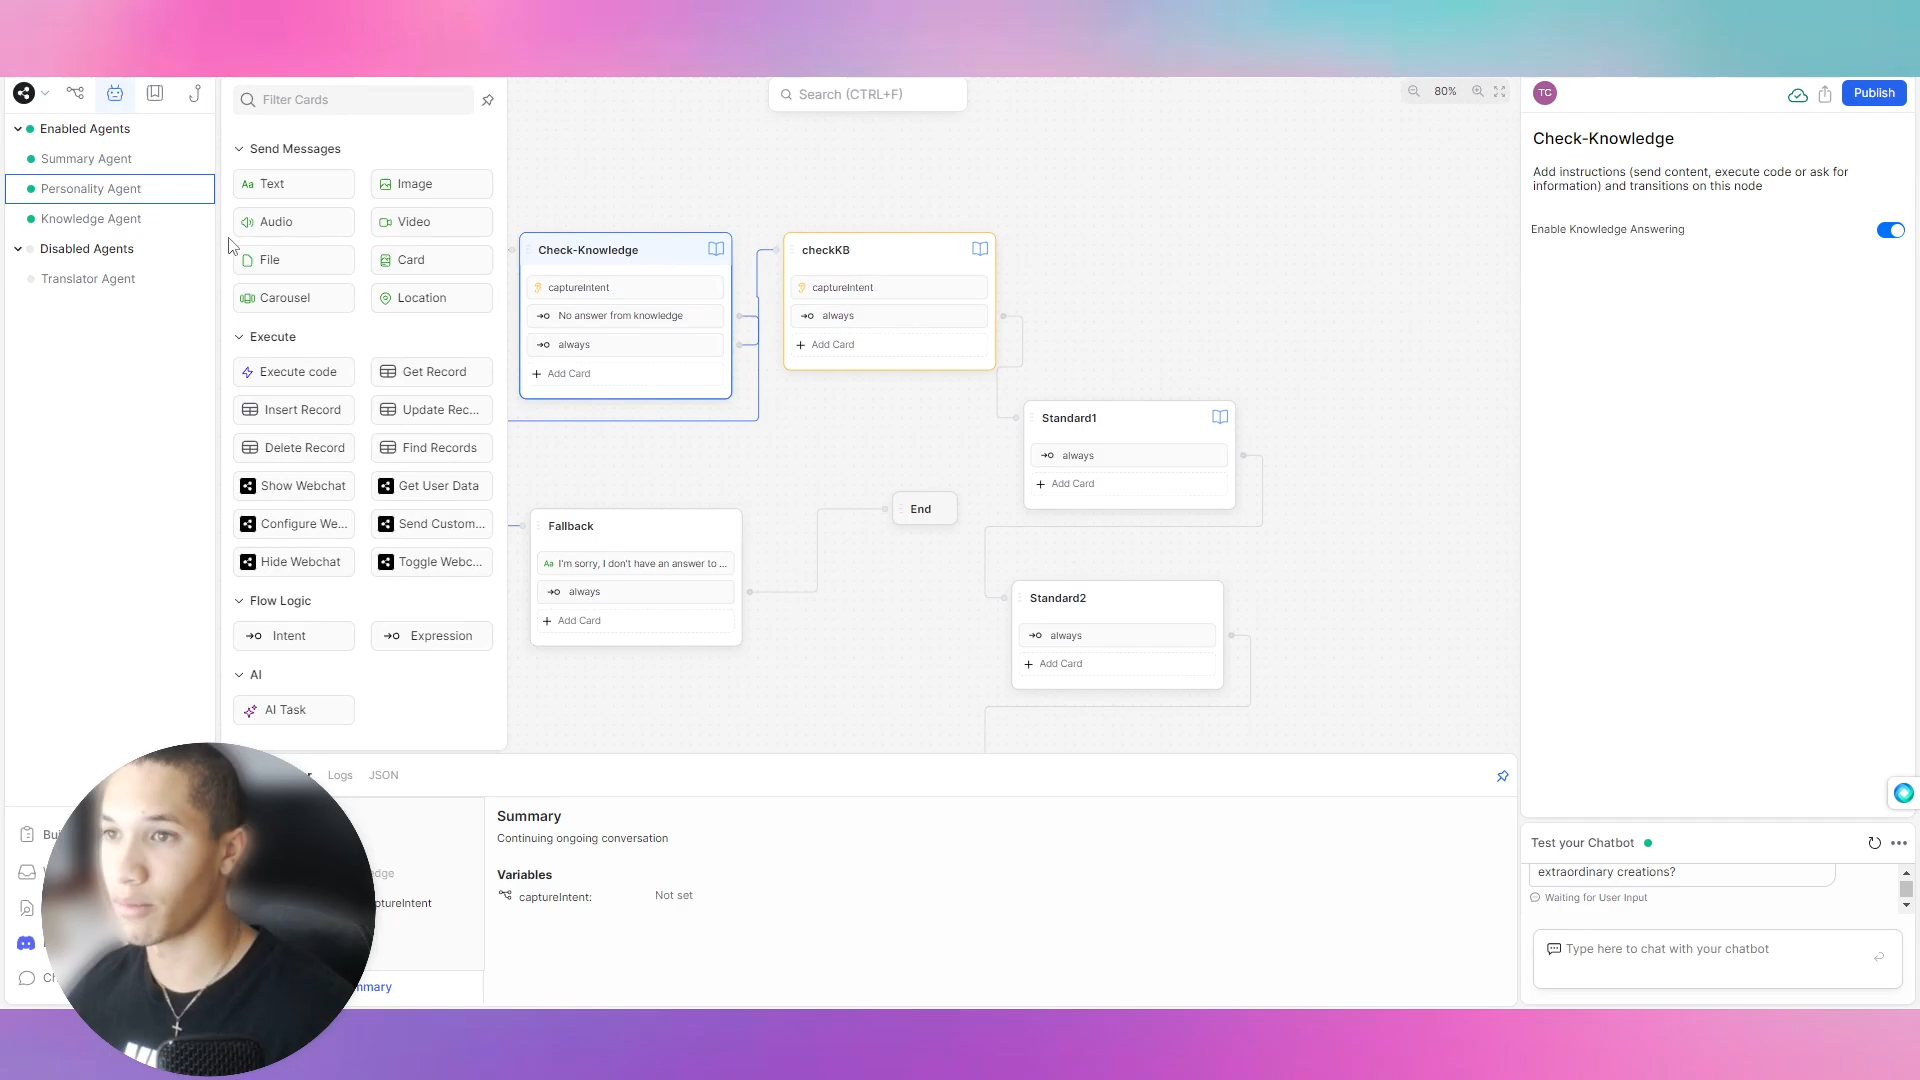 Filter Cards
Search (CTRL+F)
80%
TC
Publish
Enabled Agents
Summary Agent
Personality Agent
Knowledge Agent
Disabled Agents
Translator Agent
Send Messages
Aa Text
Image
Audio
Video
File
Card
Carousel
Location
Execute
Execute code
Get Record
Insert Record
Update Rec...
Delete Record
Find Records
Show Webchat
Get User Data
Configure We...
Send Custom...
Hide Webchat
Toggle Webc...
Flow Logic
Intent
Expression
AI
AI Task
Check-Knowledge
captureIntent
No answer from knowledge
always
+ Add Card
checkKB
captureIntent
always
+ Add Card
Standard1
always
+ Add Card
End
Fallback
Aa I'm sorry, I don't have an answer to ...
always
+ Add Card
Standard2
always
+ Add Card
Check-Knowledge
Add instructions (send content, execute code or ask for
information) and transitions on this node
Enable Knowledge Answering
Logs
JSON
Summary
Continuing ongoing conversation
Variables
captureIntent:
Not set
Test your Chatbot
extraordinary creations?
Waiting for User Input
Type here to chat with your chatbot